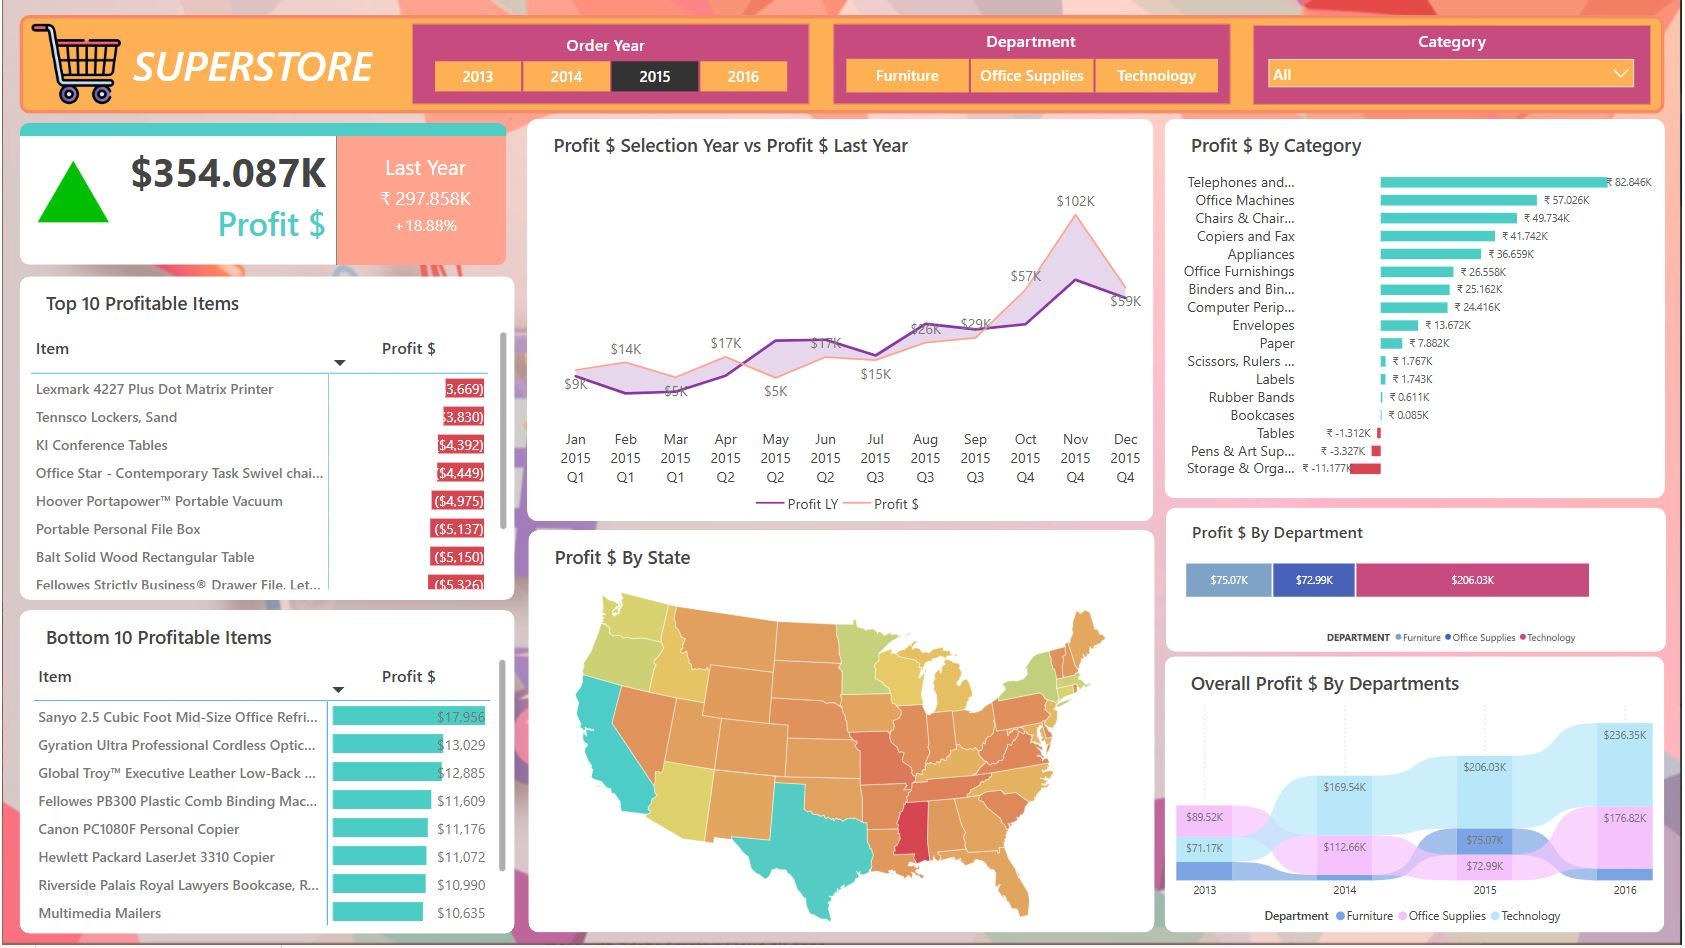 SUPERSTORE
Order Year
2013 2014 2015 2016
Department
Furniture Office Supplies Technology
Category
All
$354.087K
Profit $
Last Year
₹ 297.858K
+18.88%
Top 10 Profitable Items
Item Profit $
Lexmark 4227 Plus Dot Matrix Printer 3,669)
Tennsco Lockers, Sand $3,830)
KI Conference Tables ($4,392)
Office Star - Contemporary Task Swivel chai... ($4,449)
Hoover Portapower™ Portable Vacuum ($4,975)
Portable Personal File Box ($5,137)
Balt Solid Wood Rectangular Table ($5,150)
Fellowes Strictly Business® Drawer File, Let... ($5,326)
Bottom 10 Profitable Items
Item Profit $
Sanyo 2.5 Cubic Foot Mid-Size Office Refri... $17,956
Gyration Ultra Professional Cordless Optic... $13,029
Global Troy™ Executive Leather Low-Back ... $12,885
Fellowes PB300 Plastic Comb Binding Mac... $11,609
Canon PC1080F Personal Copier $11,176
Hewlett Packard LaserJet 3310 Copier $11,072
Riverside Palais Royal Lawyers Bookcase, R... $10,990
Multimedia Mailers $10,635
Profit $ Selection Year vs Profit $ Last Year
$9K $14K $5K $17K $5K $17K $15K $26K $29K $57K $102K $59K
Jan Feb Mar Apr May Jun Jul Aug Sep Oct Nov Dec
2015 2015 2015 2015 2015 2015 2015 2015 2015 2015 2015 2015
Q1 Q1 Q1 Q2 Q2 Q2 Q3 Q3 Q3 Q4 Q4 Q4
Profit LY Profit $
Profit $ By State
Profit $ By Category
Telephones and... ₹ 82.846K
Office Machines ₹ 57.026K
Chairs & Chair... ₹ 49.734K
Copiers and Fax ₹ 41.742K
Appliances ₹ 36.659K
Office Furnishings ₹ 26.558K
Binders and Bin... ₹ 25.162K
Computer Perip... ₹ 24.416K
Envelopes ₹ 13.672K
Paper ₹ 7.882K
Scissors, Rulers ... ₹ 1.767K
Labels ₹ 1.743K
Rubber Bands ₹ 0.611K
Bookcases ₹ 0.085K
Tables ₹ -1.312K
Pens & Art Sup... ₹ -3.327K
Storage & Orga... ₹ -11.177K
Profit $ By Department
$75.07K $72.99K $206.03K
DEPARTMENT Furniture Office Supplies Technology
Overall Profit $ By Departments
$89.52K $71.17K
$169.54K $112.66K
$206.03K $75.07K $72.99K
$236.35K $176.82K
2013 2014 2015 2016
Department Furniture Office Supplies Technology